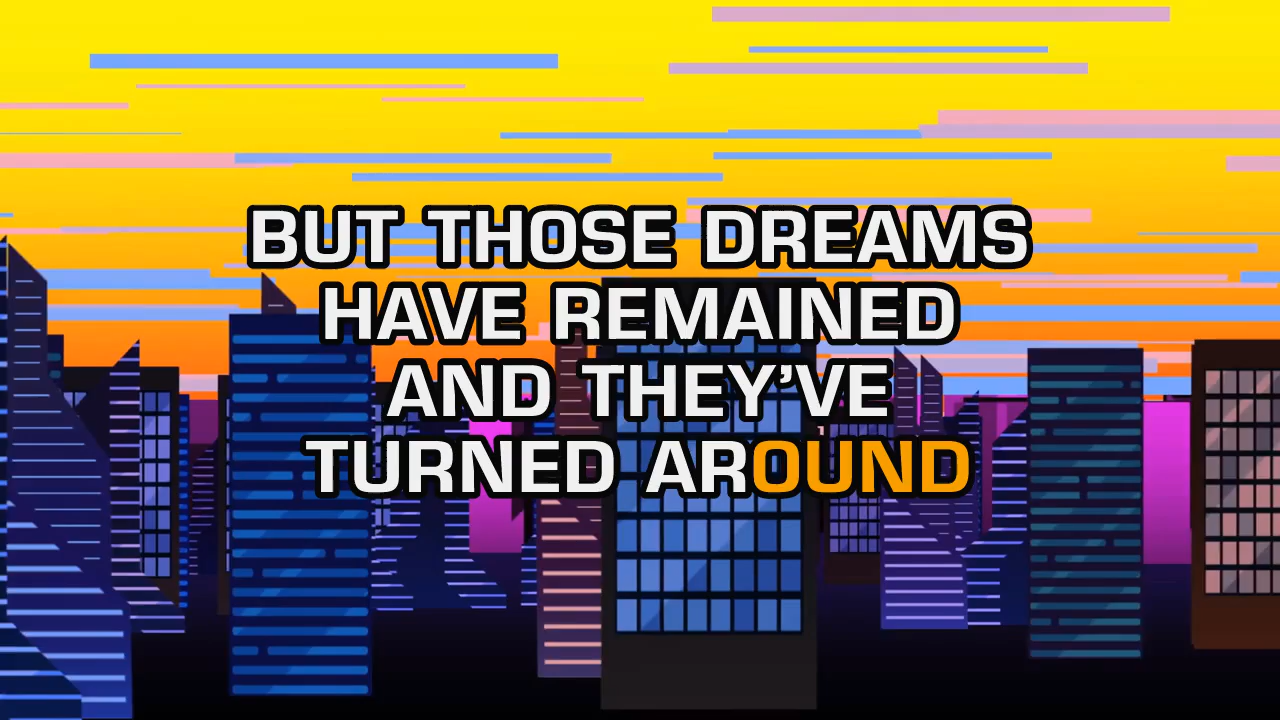 BUT THOSE DREAMS
HAVE REMAINED
AND THEY'VE
TURNED AROUND